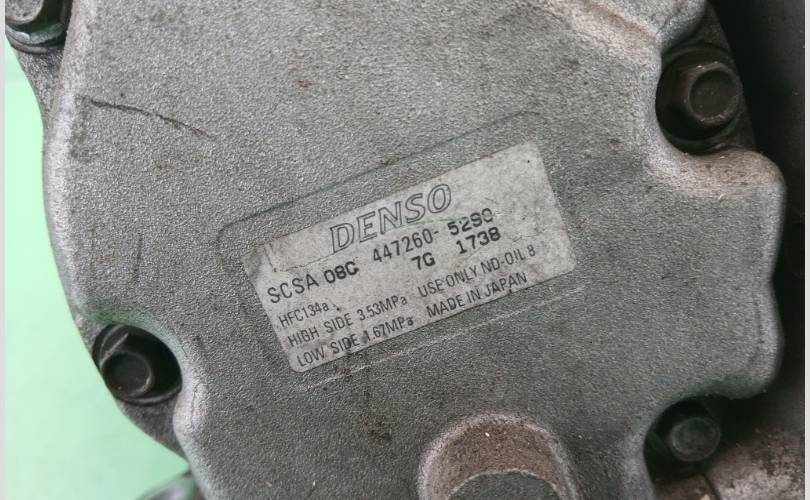 DENSO
SCSA 08C 447260- 5290
7G 1738
HFC134a
HIGH SIDE 3.53MPa USE ONLY ND-OIL 8
LOW SIDE 1.67MPa MADE IN JAPAN